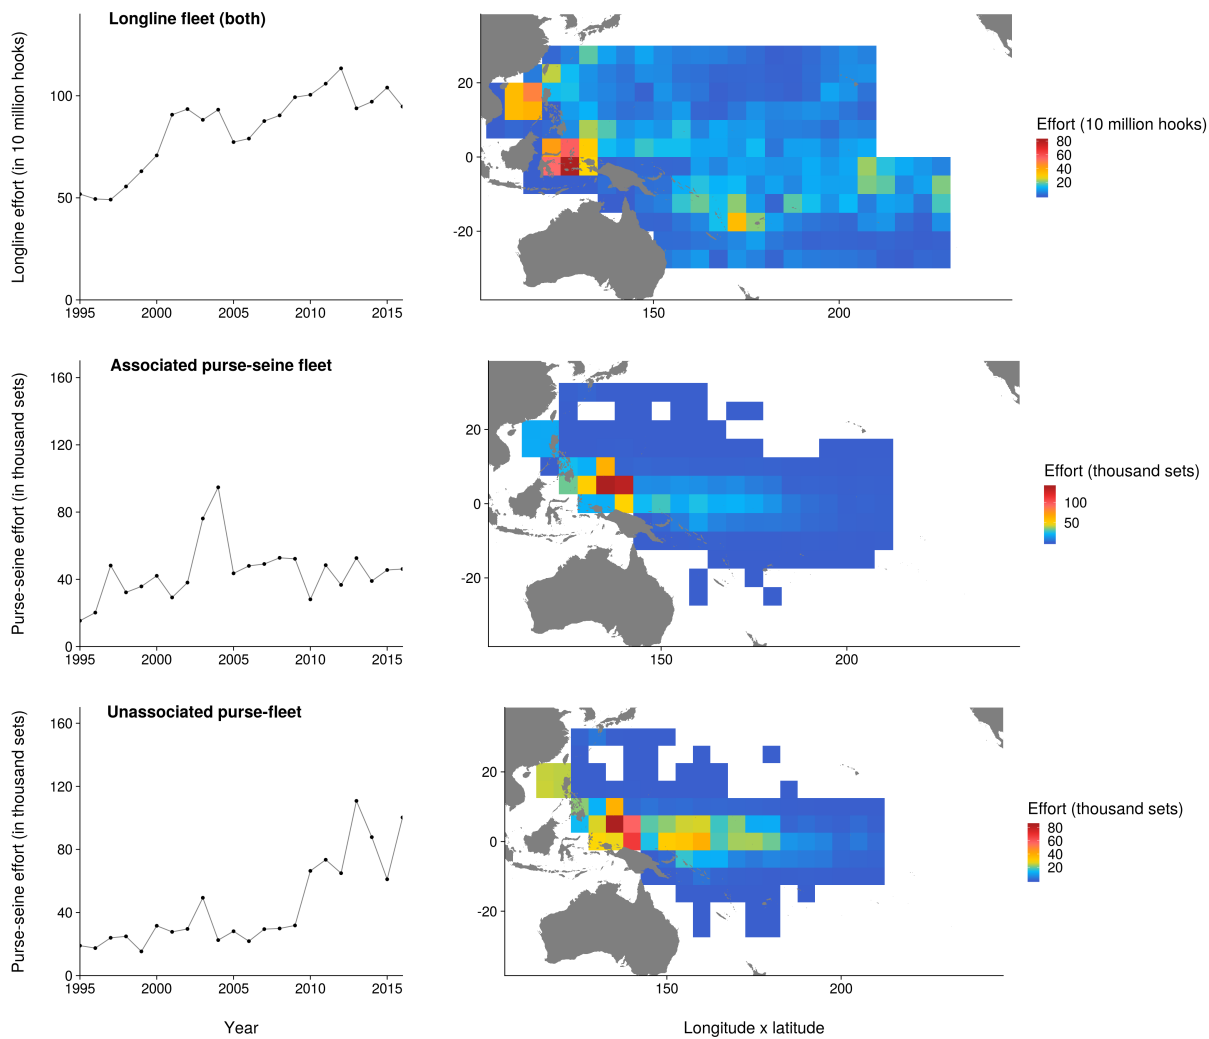 Longline fleet (both)
Longline effort (in 10 million hooks)
100
50
0
1995 2000 2005 2010 2015
20
0
-20
150 200
Effort (10 million hooks)
80
60
40
20
Associated purse-seine fleet
Purse-seine effort (in thousand sets)
160
120
80
40
0
1995 2000 2005 2010 2015
20
0
-20
150 200
Effort (thousand sets)
100
50
Unassociated purse-fleet
Purse-seine effort (in thousand sets)
160
120
80
40
0
1995 2000 2005 2010 2015
20
0
-20
150 200
Effort (thousand sets)
80
60
40
20
Year
Longitude x latitude